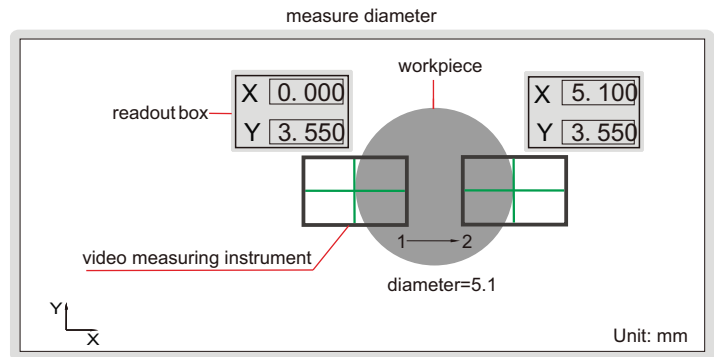 measure diameter
workpiece
readout box
X 0. 000
Y 3. 550
X 5. 100
Y 3. 550
1 2
video measuring instrument
diameter=5.1
Y
X
Unit: mm